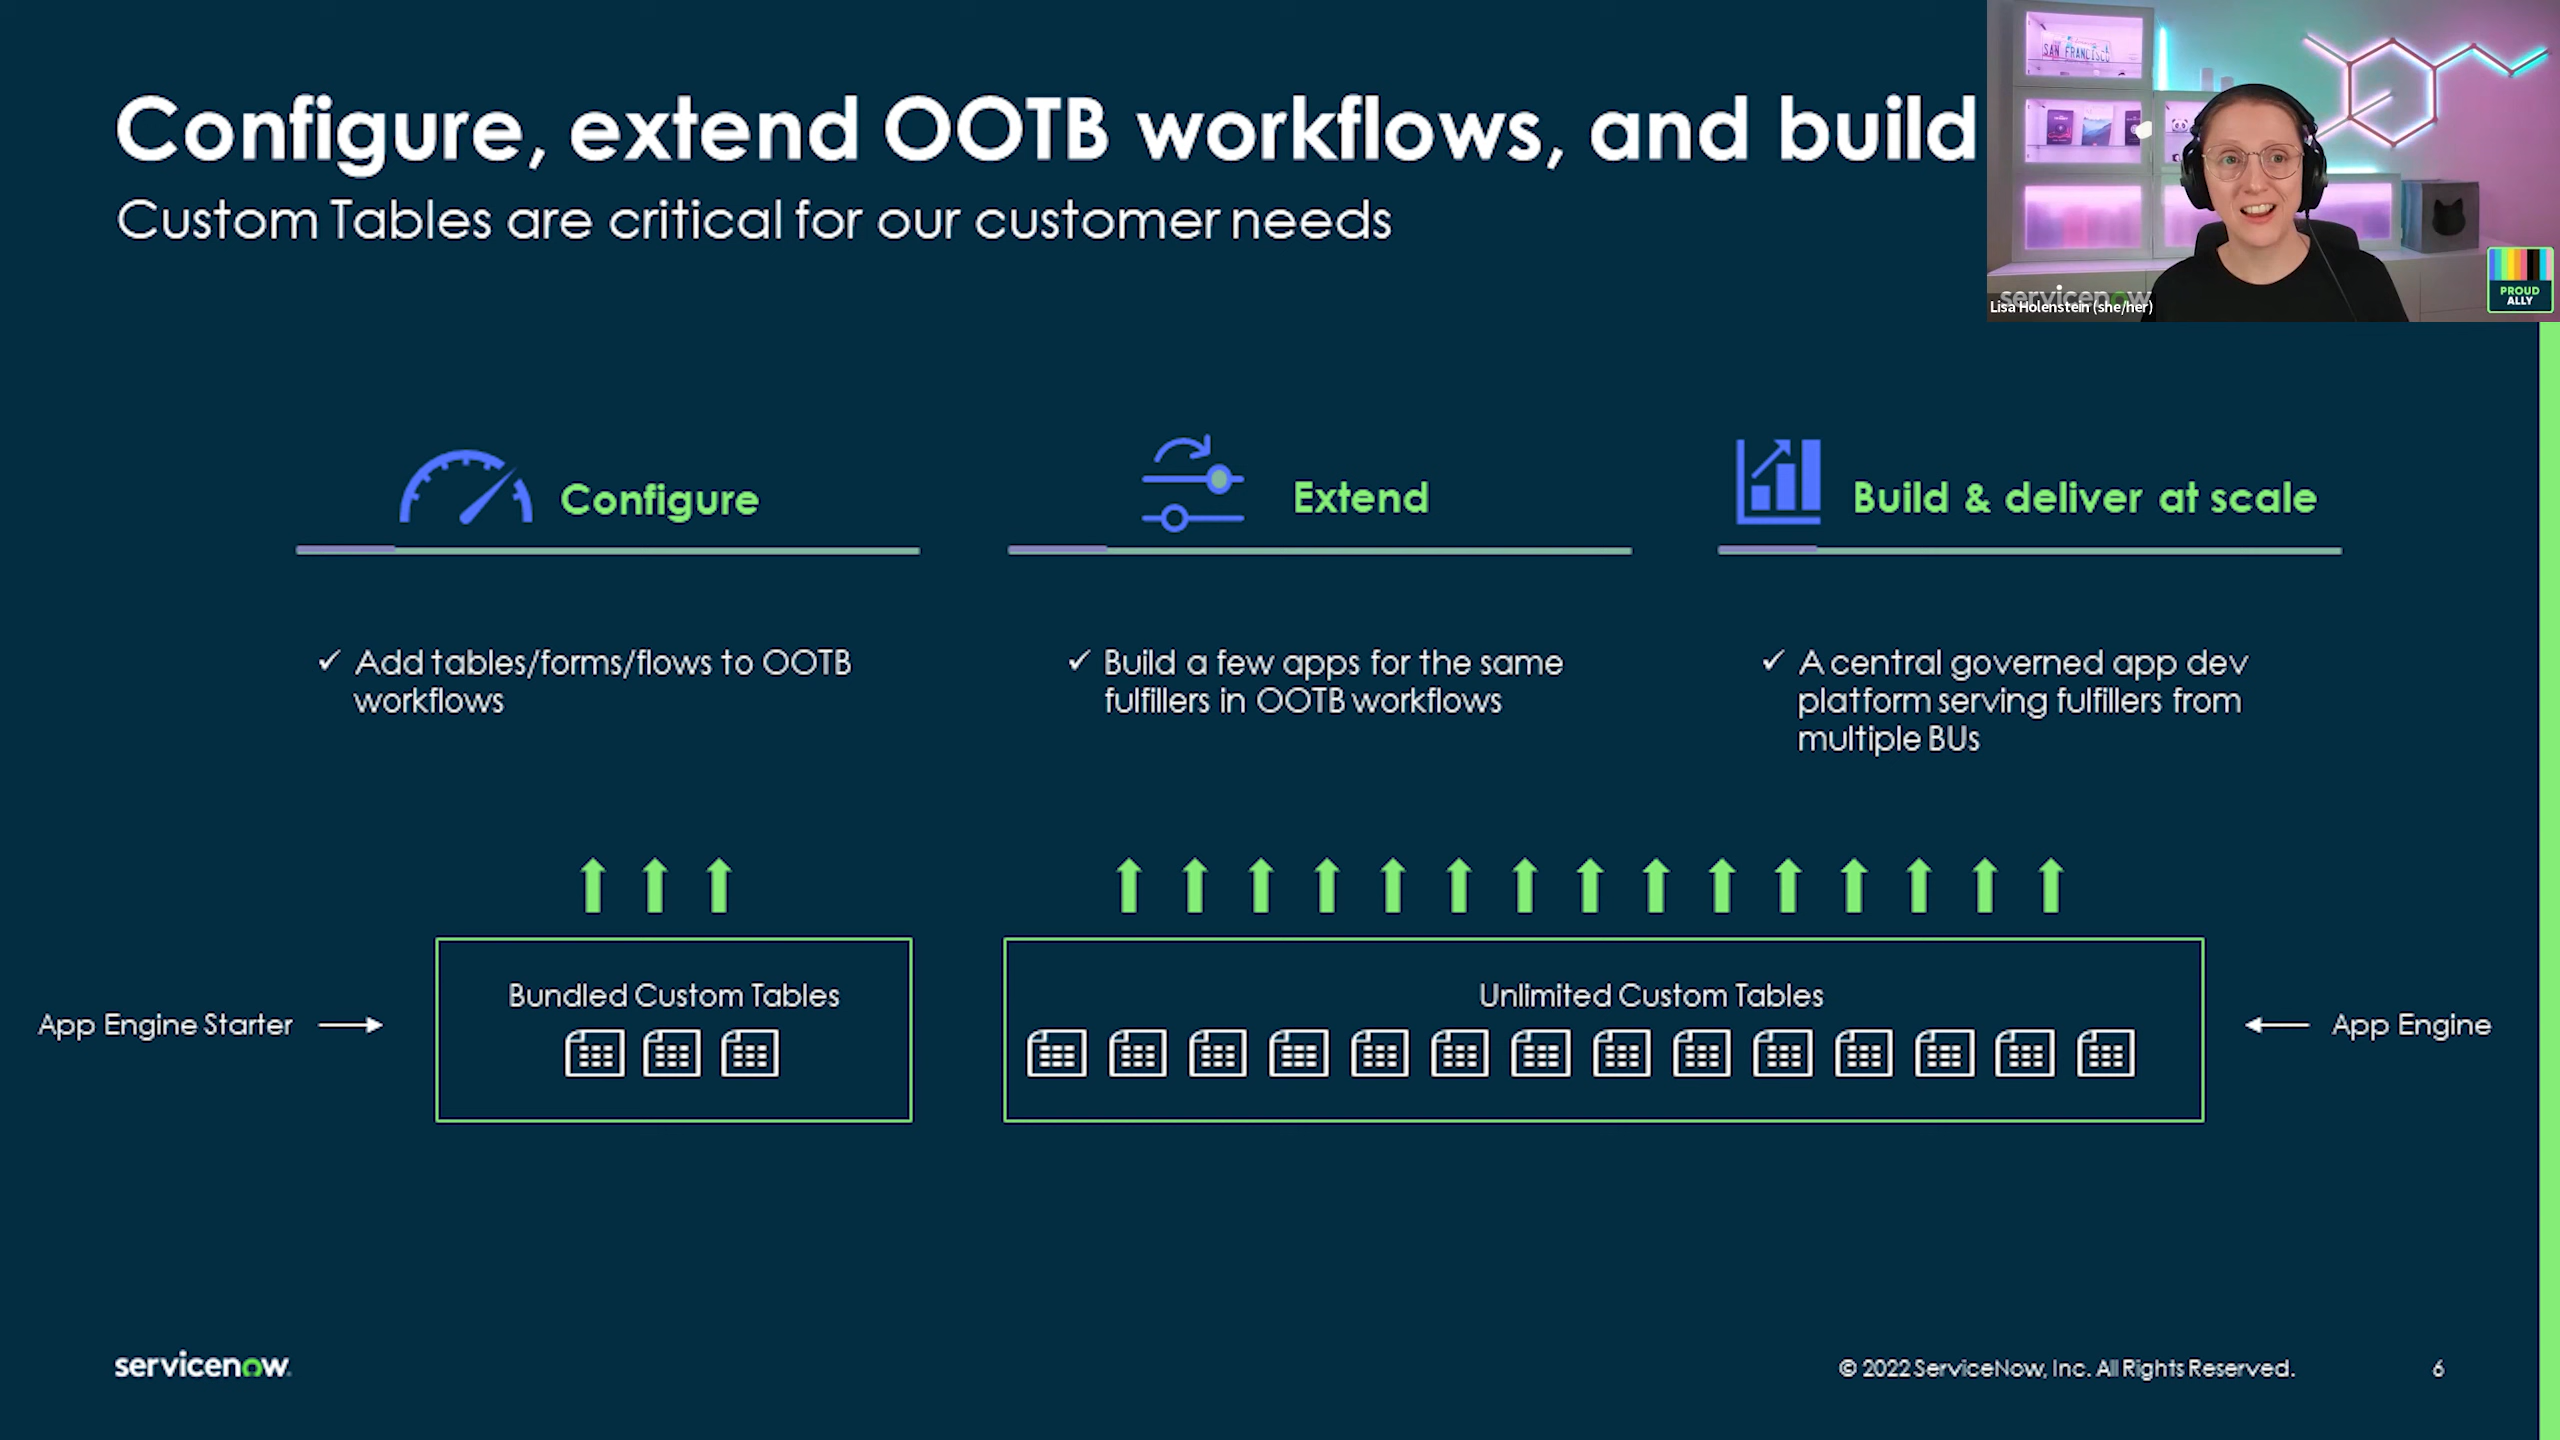 Configure, extend OOTB workflows, and build
Custom Tables are critical for our customer needs
SAN FRANCISCO
servicenow
Lisa Holenstein (she/her)
PROUD
ALLY
Configure
Extend
Build & deliver at scale
✓ Add tables/forms/flows to OOTB
workflows
✓ Build a few apps for the same
fulfillers in OOTB workflows
✓ A central governed app dev
platform serving fulfillers from
multiple BUs
App Engine Starter
Bundled Custom Tables
Unlimited Custom Tables
App Engine
servicenow
© 2022 ServiceNow, Inc. All Rights Reserved.
6